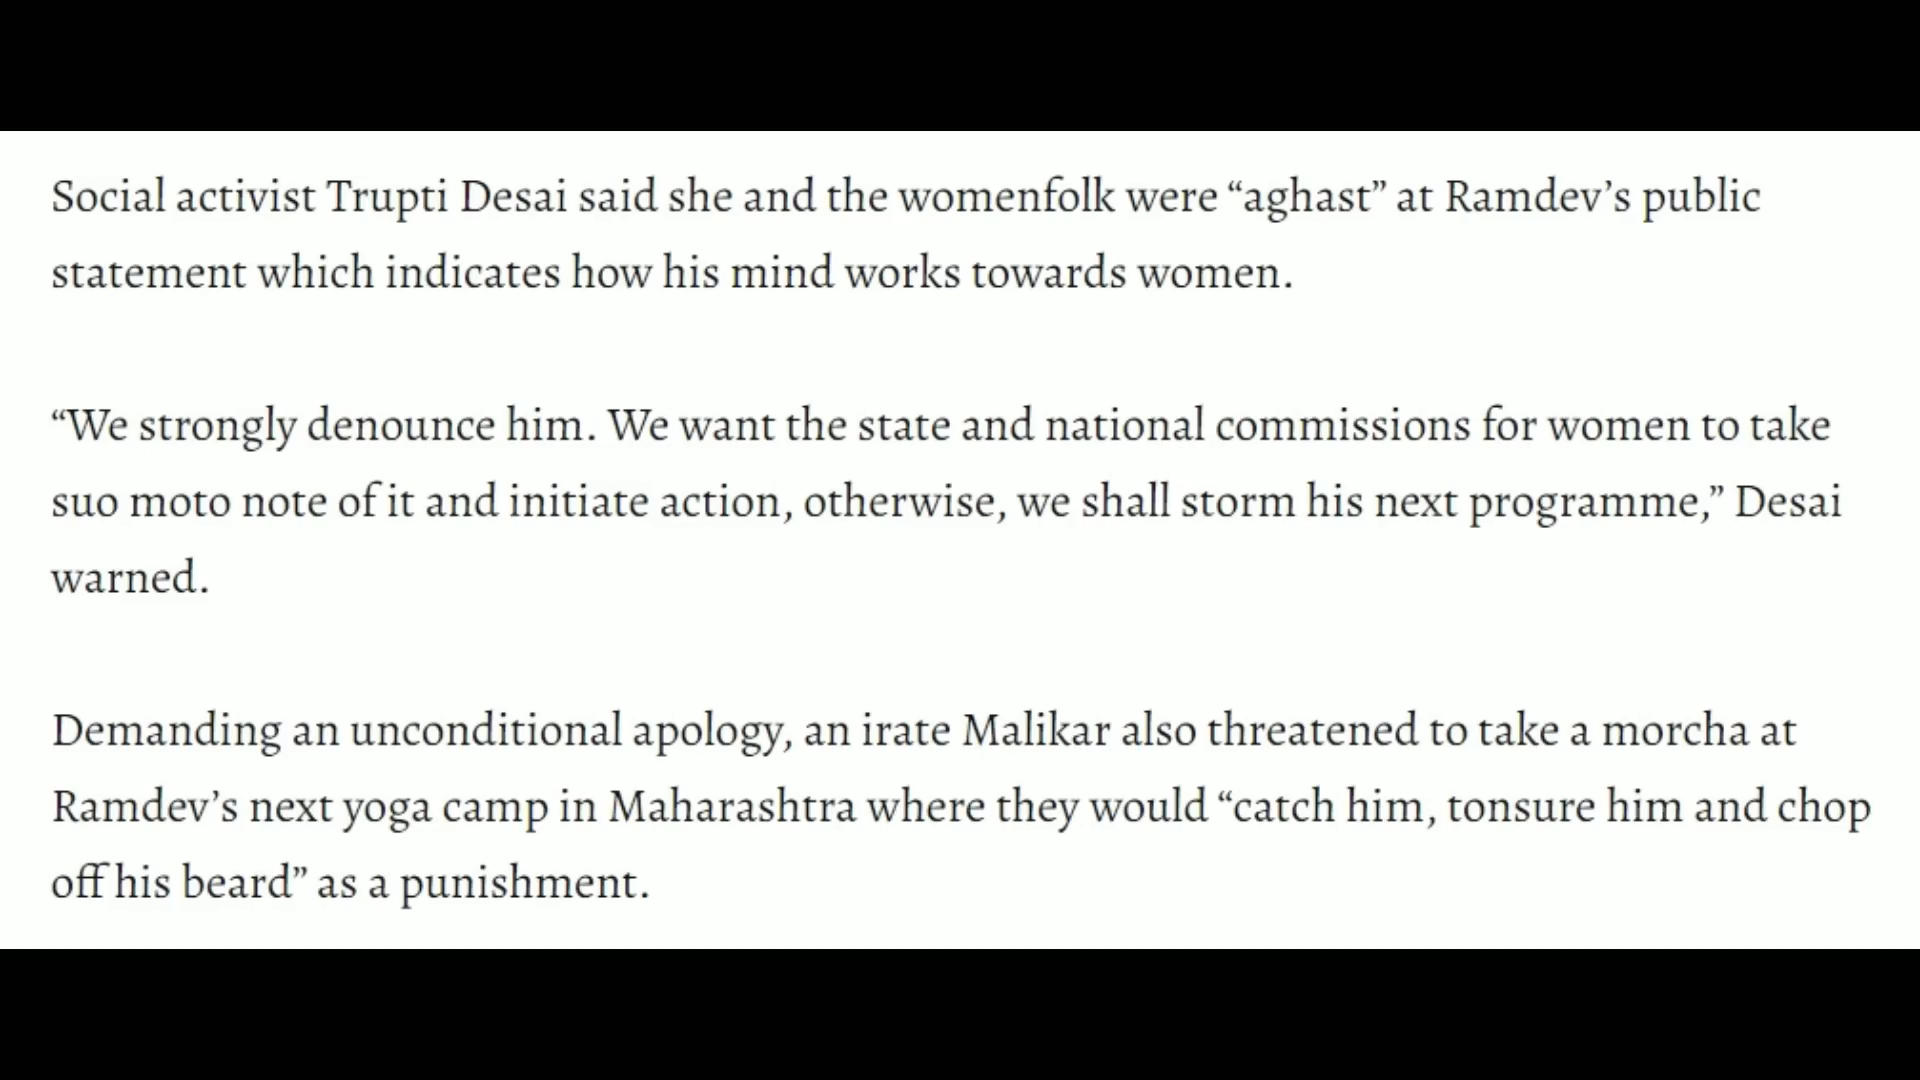 Social activist Trupti Desai said she and the womenfolk were “aghast” at Ramdev’s public
statement which indicates how his mind works towards women.
“We strongly denounce him. We want the state and national commissions for women to take
suo moto note of it and initiate action, otherwise, we shall storm his next programme,” Desai
warned.
Demanding an unconditional apology, an irate Malikar also threatened to take a morcha at
Ramdev’s next yoga camp in Maharashtra where they would “catch him, tonsure him and chop
off his beard” as a punishment.